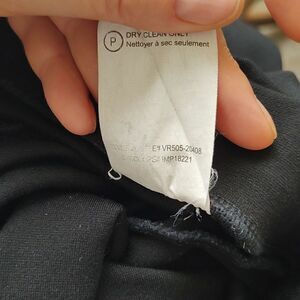 P
DRY CLEAN ONLY
Nettoyer à sec seulement
VR505-20408
MP18221